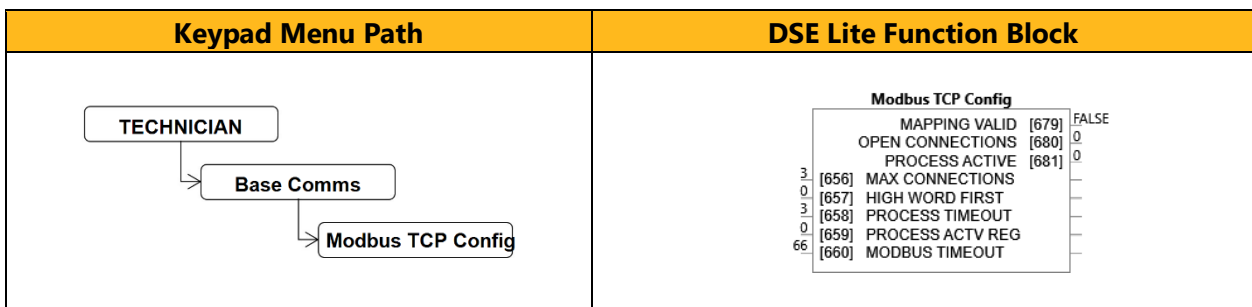 Keypad Menu Path
DSE Lite Function Block
TECHNICIAN
Base Comms
Modbus TCP Config
Modbus TCP Config
MAPPING VALID [679] FALSE
OPEN CONNECTIONS [680] 0
PROCESS ACTIVE [681] 0
3 [656] MAX CONNECTIONS
0 [657] HIGH WORD FIRST
3 [658] PROCESS TIMEOUT
0 [659] PROCESS ACTV REG
66 [660] MODBUS TIMEOUT